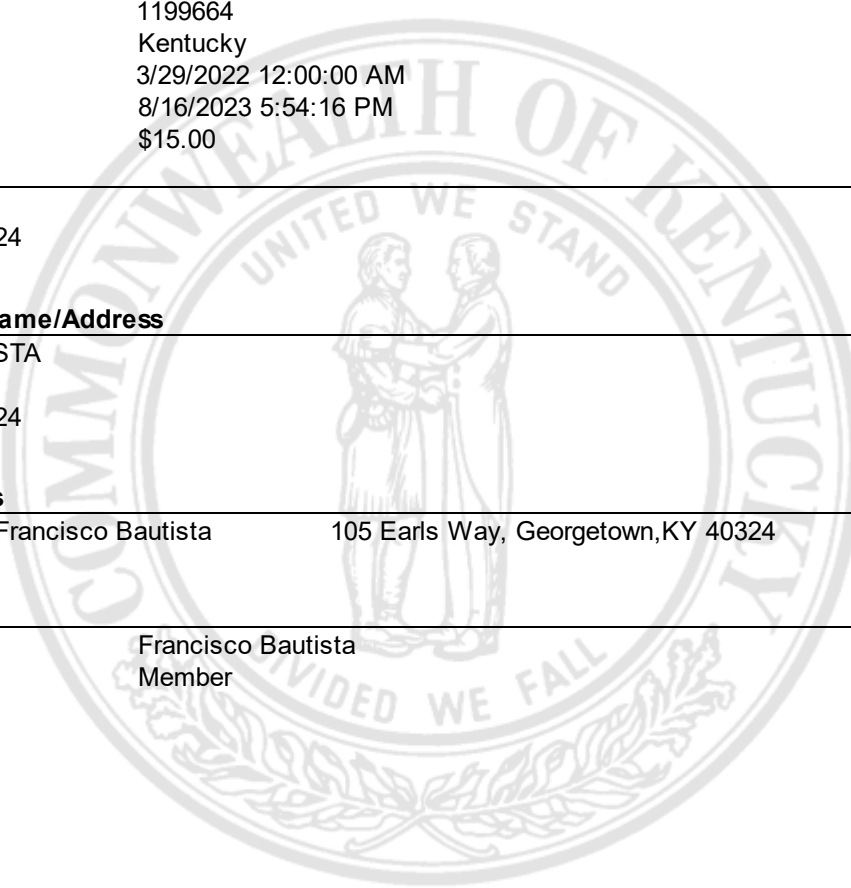 1199664
Kentucky
3/29/2022 12:00:00 AM
8/16/2023 5:54:16 PM
$15.00
24
ame/Address
STA
24
s
Francisco Bautista 105 Earls Way, Georgetown,KY 40324
Francisco Bautista
Member
COMMONWEALTH OF KENTUCKY
UNITED WE STAND
DIVIDED WE FALL